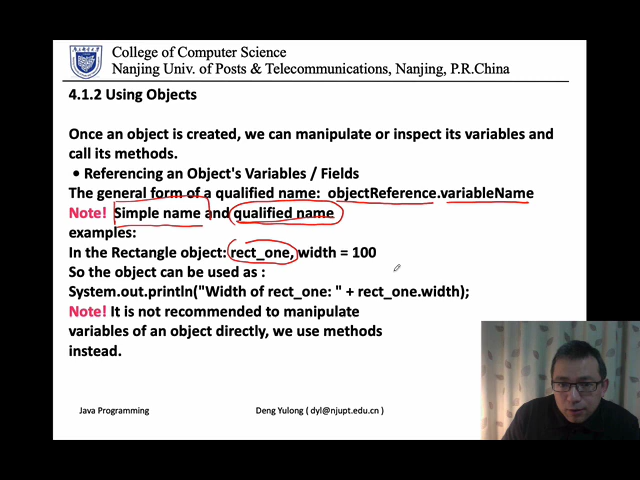 College of Computer Science
Nanjing Univ. of Posts & Telecommunications, Nanjing, P.R.China
4.1.2 Using Objects
Once an object is created, we can manipulate or inspect its variables and
call its methods.
• Referencing an Object's Variables / Fields
The general form of a qualified name: objectReference.variableName
Note! Simple name and qualified name
examples:
In the Rectangle object: rect_one, width = 100
So the object can be used as :
System.out.println("Width of rect_one: " + rect_one.width);
Note! It is not recommended to manipulate
variables of an object directly, we use methods
instead.
Java Programming
Deng Yulong ( dyl@njupt.edu.cn )